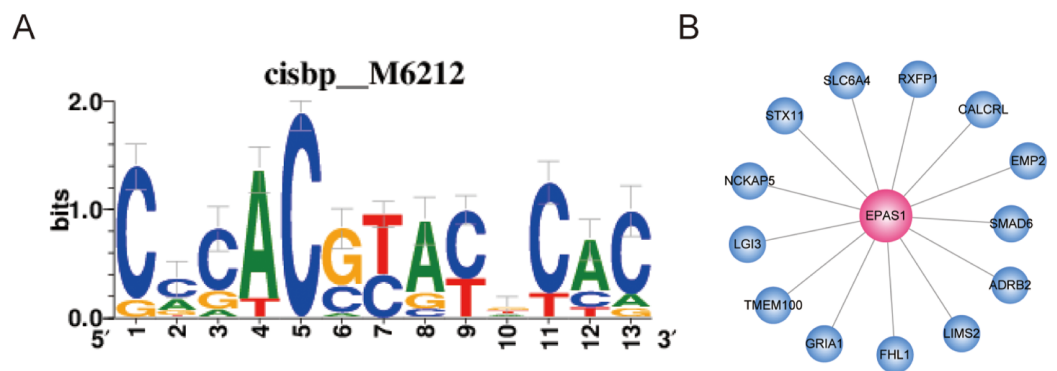 A
B
cisbp__M6212
bits
2.0
1.0
0.0
5′ 1 2 3 4 5 6 7 8 9 10 11 12 13 3′
C C C A C G T A C C A C
G A G T C C G T T C A
A A C T G
SLC6A4
RXFP1
STX11
CALCRL
NCKAP5
EMP2
EPAS1
LGI3
SMAD6
TMEM100
ADRB2
GRIA1
LIMS2
FHL1